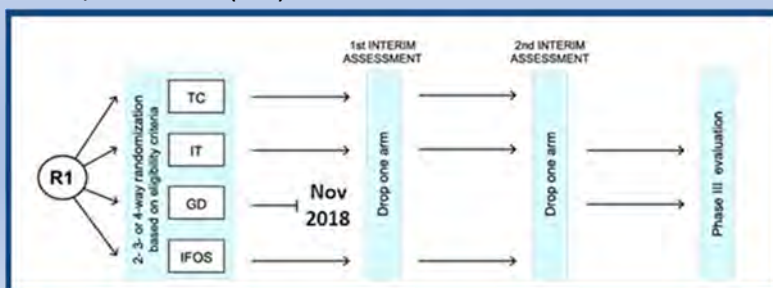 1st INTERIM
ASSESSMENT
2nd INTERIM
ASSESSMENT
R1
2- 3- or 4-way randomization
based on eligibility criteria
TC
IT
GD
IFOS
Nov
2018
Drop one arm
Drop one arm
Phase III evaluation